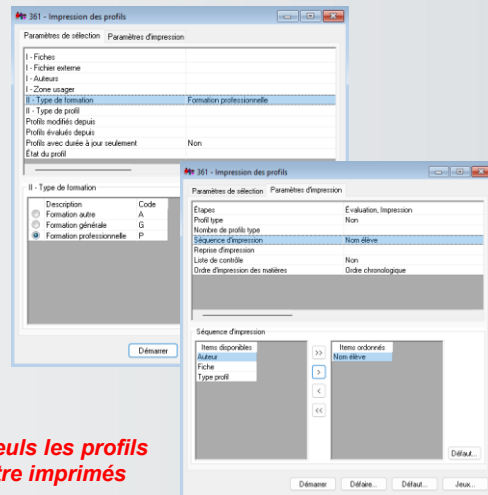 361 - Impression des profils
Paramètres de sélection Paramètres d'impression
I - Fiches
I - Fichier externe
I - Auteurs
I - Zone usager
II - Type de formation Formation professionnelle
II - Type de profil
Profils modifiés depuis
Profils évalués depuis
Profils avec durée à jour seulement Non
État du profil
II - Type de formation
Description Code
Formation autre A
Formation générale G
Formation professionnelle P
Démarrer
361 - Impression des profils
Paramètres de sélection Paramètres d'impression
Étapes Évaluation, Impression
Profil type Non
Nombre de profils type
Séquence d'impression Nom élève
Reprise d'impression
Liste de contrôle Non
Ordre d'impression des matières Ordre chronologique
Séquence d'impression
Items disponibles Items ordonnés
Auteur Nom élève
Fiche
Type profil
>>
>
<
<<
Défaut...
Démarrer Défaire... Défaut... Jeux...
euls les profils
tre imprimés